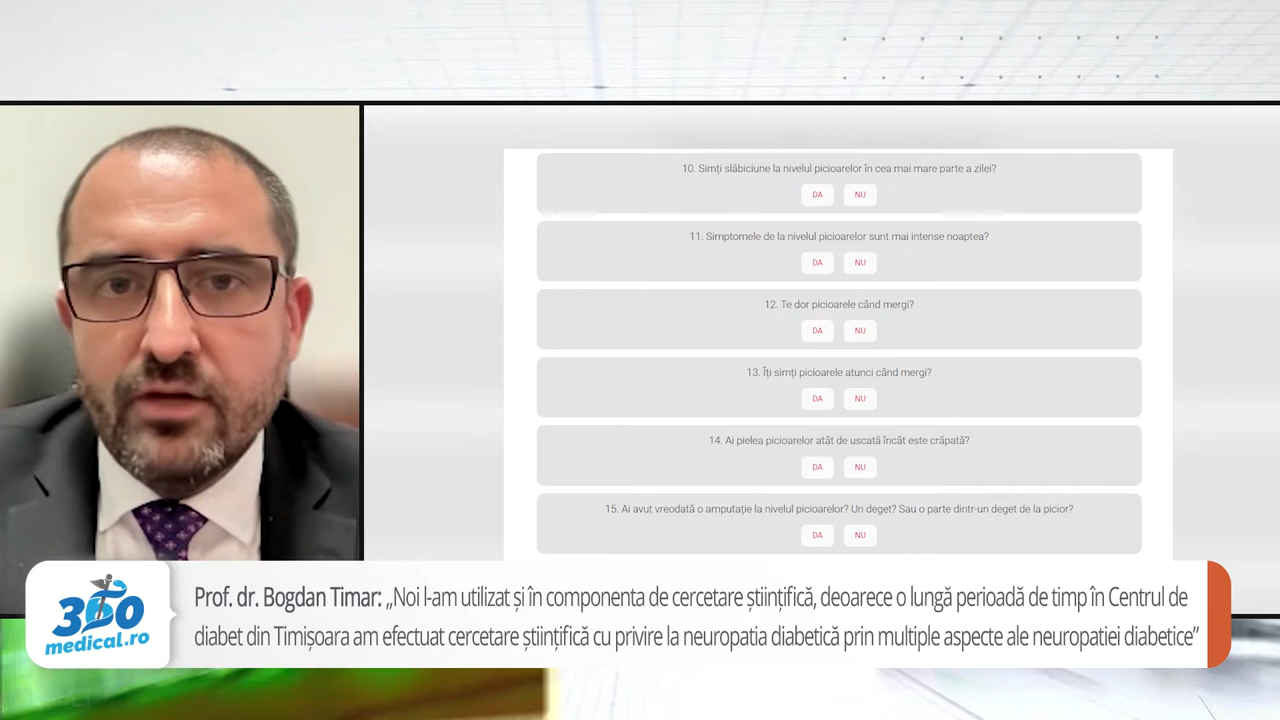 10. Simți slăbiciune la nivelul picioarelor în cea mai mare parte a zilei?
DA NU
11. Simptomele de la nivelul picioarelor sunt mai intense noaptea?
DA NU
12. Te dor picioarele când mergi?
DA NU
13. Îți simți picioarele atunci când mergi?
DA NU
14. Ai pielea picioarelor atât de uscată încât este crăpată?
DA NU
15. Ai avut vreodată o amputație la nivelul picioarelor? Un deget? Sau o parte dintr-un deget de la picior?
DA NU
360
medical.ro
Prof. dr. Bogdan Timar: „Noi l-am utilizat și în componenta de cercetare științifică, deoarece o lungă perioadă de timp în Centrul de
diabet din Timișoara am efectuat cercetare științifică cu privire la neuropatia diabetică prin multiple aspecte ale neuropatiei diabetice”